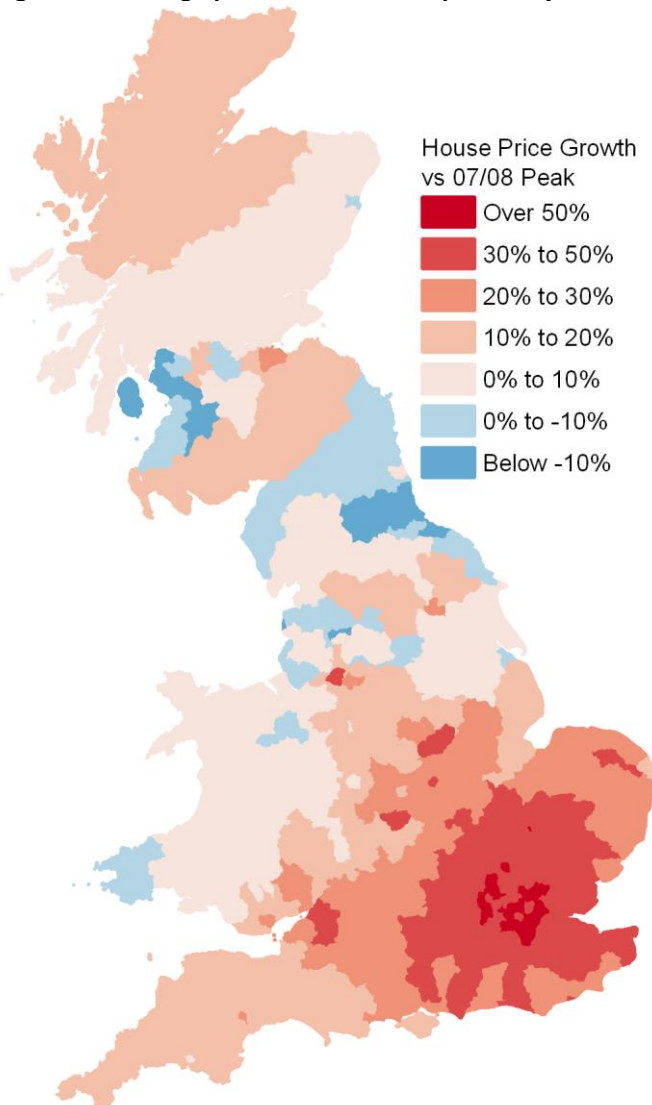 House Price Growth
vs 07/08 Peak
Over 50%
30% to 50%
20% to 30%
10% to 20%
0% to 10%
0% to -10%
Below -10%